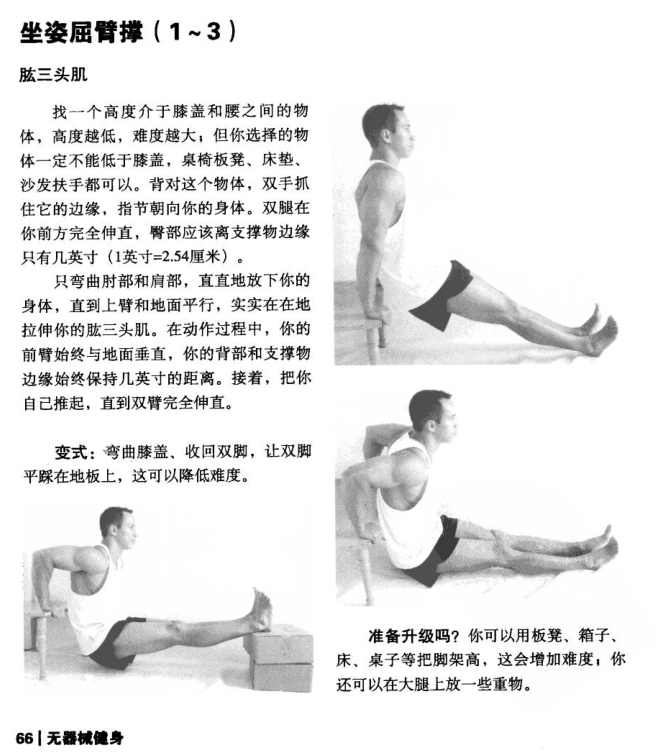 坐姿屈臂撑（1~3）
肱三头肌
找一个高度介于膝盖和腰之间的物
体，高度越低，难度越大；但你选择的物
体一定不能低于膝盖，桌椅板凳、床垫、
沙发扶手都可以。背对这个物体，双手抓
住它的边缘，指节朝向你的身体。双腿在
你前方完全伸直，臀部应该离支撑物边缘
只有几英寸（1英寸=2.54厘米）。
只弯曲肘部和肩部，直直地放下你的
身体，直到上臂和地面平行，实实在在地
拉伸你的肱三头肌。在动作过程中，你的
前臂始终与地面垂直，你的背部和支撑物
边缘始终保持几英寸的距离。接着，把你
自己推起，直到双臂完全伸直。
变式：弯曲膝盖、收回双脚，让双脚
平踩在地板上，这可以降低难度。
准备升级吗？你可以用板凳、箱子、
床、桌子等把脚架高，这会增加难度；你
还可以在大腿上放一些重物。
66 | 无器械健身